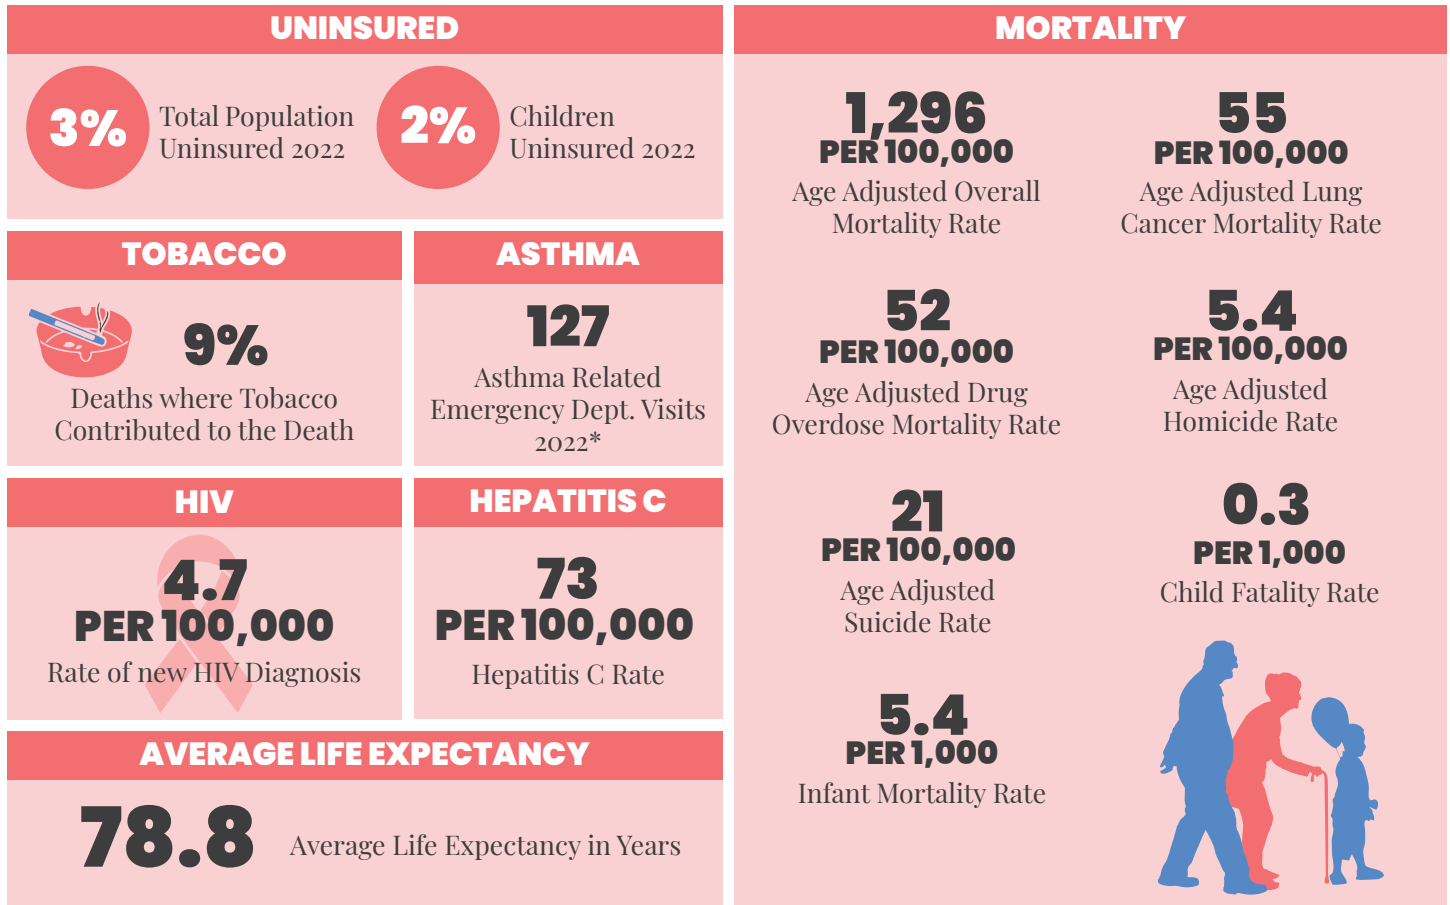 UNINSURED
3%
Total Population
Uninsured 2022
2%
Children
Uninsured 2022
TOBACCO
9%
Deaths where Tobacco
Contributed to the Death
ASTHMA
127
Asthma Related
Emergency Dept. Visits
2022*
HIV
4.7
PER 100,000
Rate of new HIV Diagnosis
HEPATITIS C
73
PER 100,000
Hepatitis C Rate
AVERAGE LIFE EXPECTANCY
78.8
Average Life Expectancy in Years
MORTALITY
1,296
PER 100,000
Age Adjusted Overall
Mortality Rate
55
PER 100,000
Age Adjusted Lung
Cancer Mortality Rate
52
PER 100,000
Age Adjusted Drug
Overdose Mortality Rate
5.4
PER 100,000
Age Adjusted
Homicide Rate
21
PER 100,000
Age Adjusted
Suicide Rate
0.3
PER 1,000
Child Fatality Rate
5.4
PER 1,000
Infant Mortality Rate